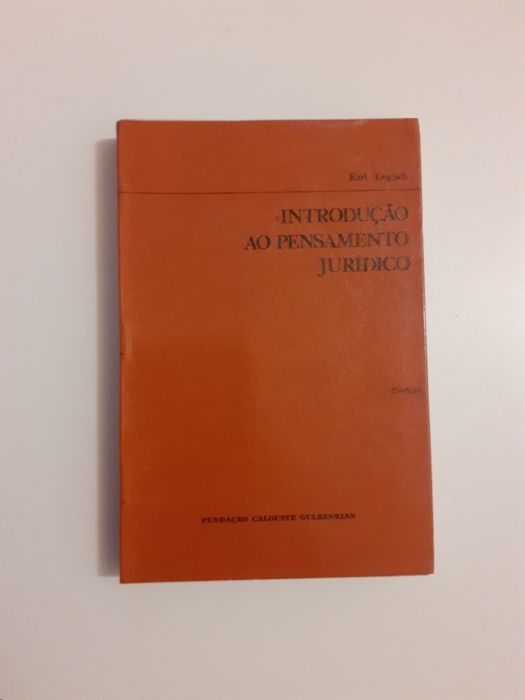 Karl Engisch
INTRODUÇÃO
AO PENSAMENTO
JURÍDICO
FUNDAÇÃO CALOUSTE GULBENKIAN